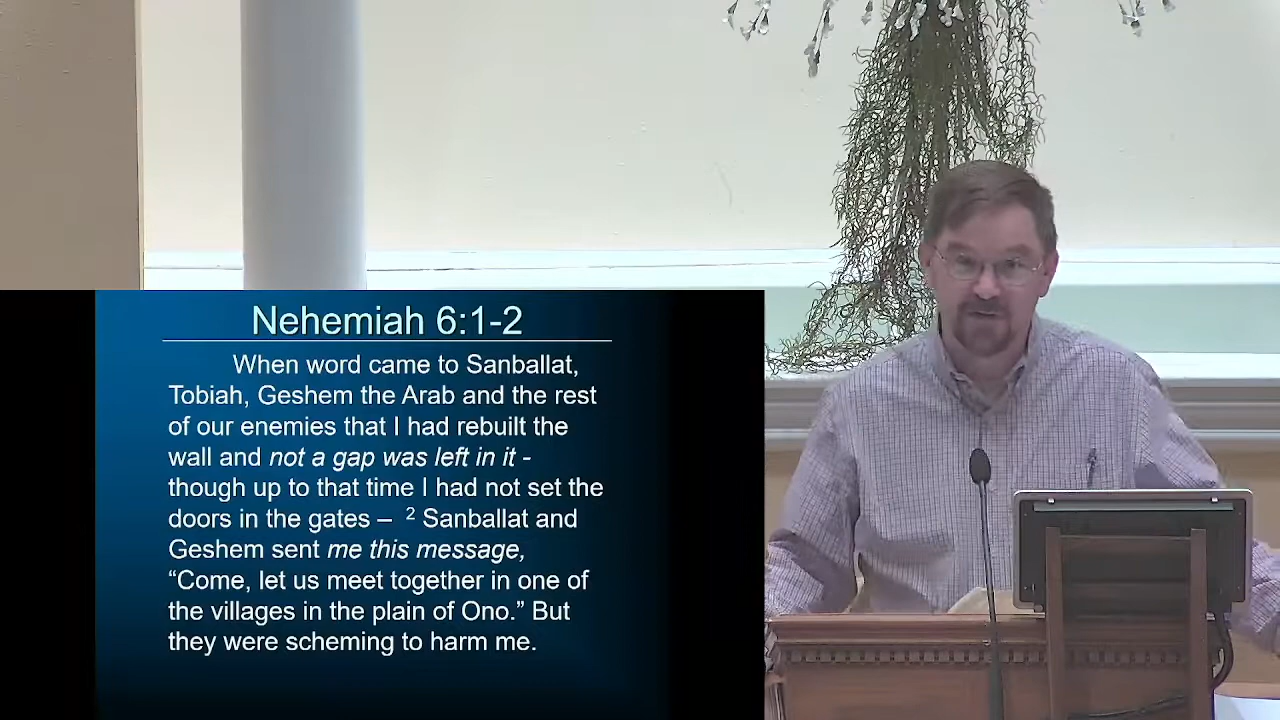 Nehemiah 6:1-2
When word came to Sanballat,
Tobiah, Geshem the Arab and the rest
of our enemies that I had rebuilt the
wall and not a gap was left in it -
though up to that time I had not set the
doors in the gates – ² Sanballat and
Geshem sent me this message,
“Come, let us meet together in one of
the villages in the plain of Ono.” But
they were scheming to harm me.